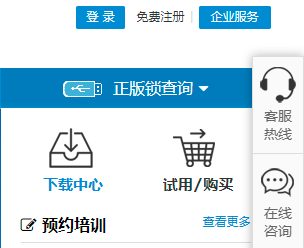 登 录 免费注册 | 企业服务
正版锁查询
客服
热线
下载中心 试用/购买
在线
咨询
预约培训 查看更多